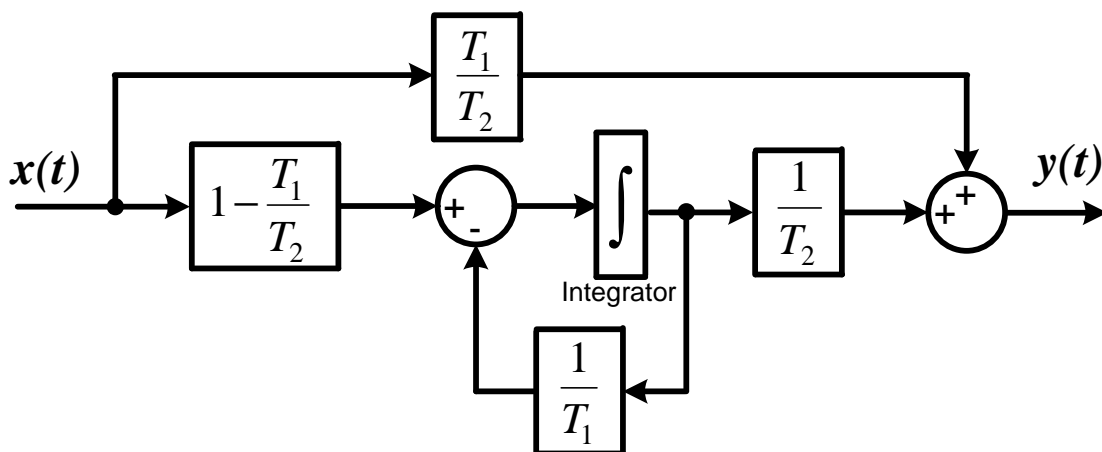 T₁
T₂
x(t)
1 − T₁
T₂
+
-
∫
1
T₂
+
+
y(t)
Integrator
1
T₁